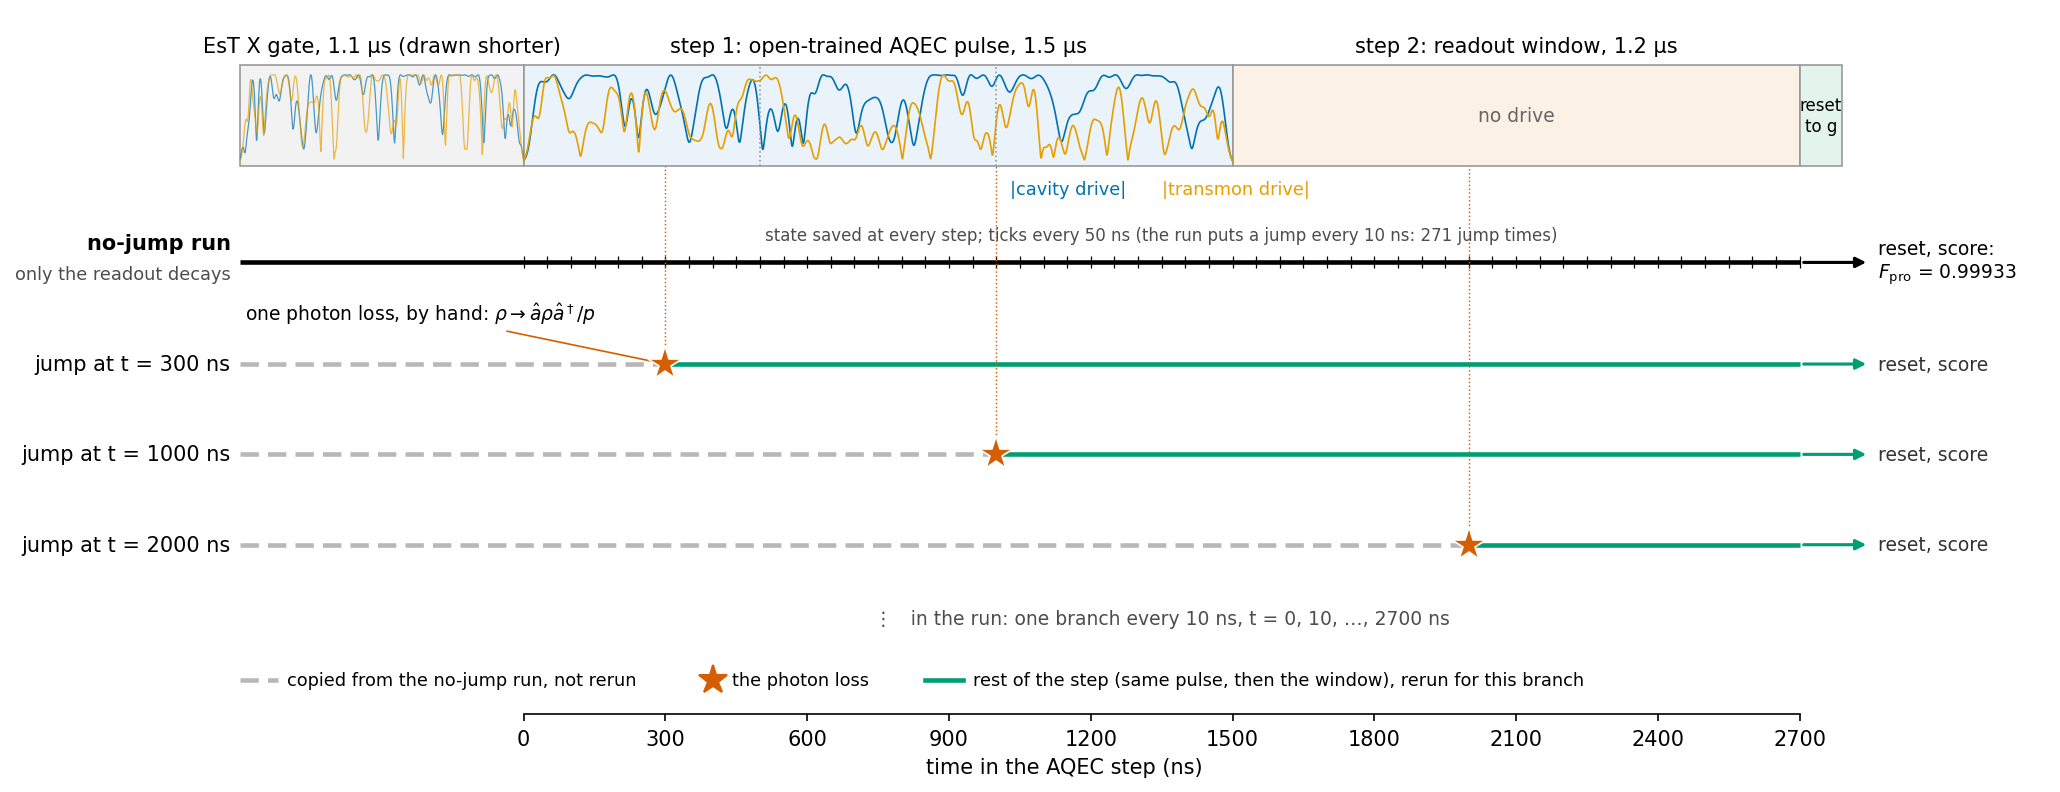 EsT X gate, 1.1 µs (drawn shorter)
step 1: open-trained AQEC pulse, 1.5 µs
step 2: readout window, 1.2 µs
no drive
reset
to g
|cavity drive|
|transmon drive|
state saved at every step; ticks every 50 ns (the run puts a jump every 10 ns: 271 jump times)
no-jump run
only the readout decays
reset, score:
F_pro = 0.99933
one photon loss, by hand: ρ → âρâ†/p
jump at t = 300 ns
reset, score
jump at t = 1000 ns
reset, score
jump at t = 2000 ns
reset, score
⋮ in the run: one branch every 10 ns, t = 0, 10, …, 2700 ns
copied from the no-jump run, not rerun
the photon loss
rest of the step (same pulse, then the window), rerun for this branch
0 300 600 900 1200 1500 1800 2100 2400 2700
time in the AQEC step (ns)